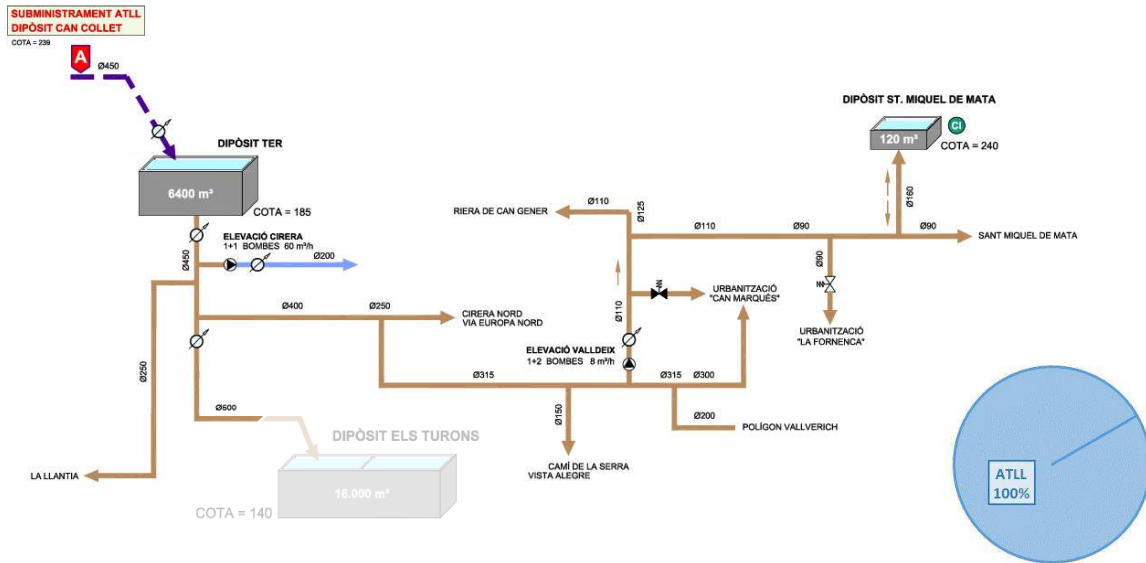 SUBMINISTRAMENT ATLL
DIPÒSIT CAN COLLET
COTA = 239
A
Ø450
DIPÒSIT TER
6400 m³
COTA = 185
ELEVACIÓ CIRERA
1+1 BOMBES 60 m³/h
Ø200
Ø450
Ø400
Ø250
CIRERA NORD
VIA EUROPA NORD
Ø250
Ø500
LA LLANTIA
DIPÒSIT ELS TURONS
16.000 m³
COTA = 140
DIPÒSIT ST. MIQUEL DE MATA
120 m³
CI
COTA = 240
Ø160
RIERA DE CAN GENER
Ø110
Ø125
Ø110
Ø90
Ø90
SANT MIQUEL DE MATA
Ø90
URBANITZACIÓ
"LA FORNENCA"
URBANITZACIÓ
"CAN MARQUÈS"
Ø110
ELEVACIÓ VALLDEIX
1+2 BOMBES 8 m³/h
Ø315
Ø315
Ø300
Ø150
Ø200
POLÍGON VALLVERICH
CAMÍ DE LA SERRA
VISTA ALEGRE
ATLL
100%